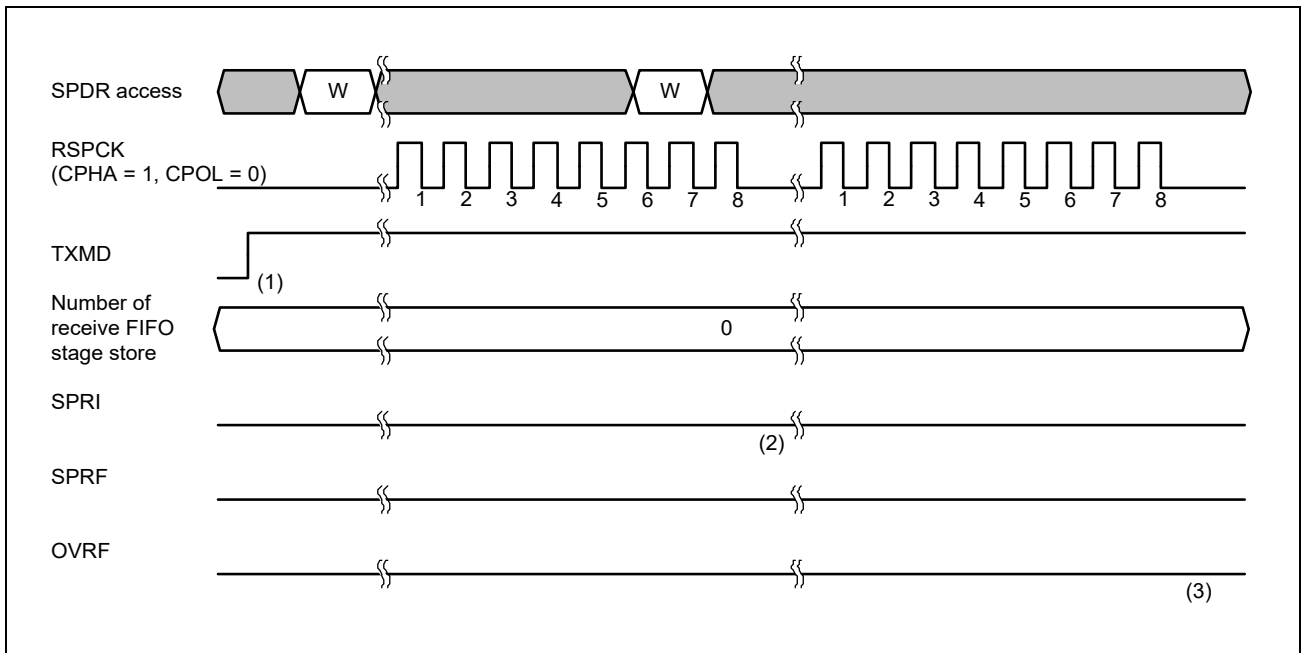 SPDR access
W
W
RSPCK
(CPHA = 1, CPOL = 0)
1 2 3 4 5 6 7 8
1 2 3 4 5 6 7 8
TXMD
(1)
Number of
receive FIFO
stage store
0
SPRI
(2)
SPRF
OVRF
(3)